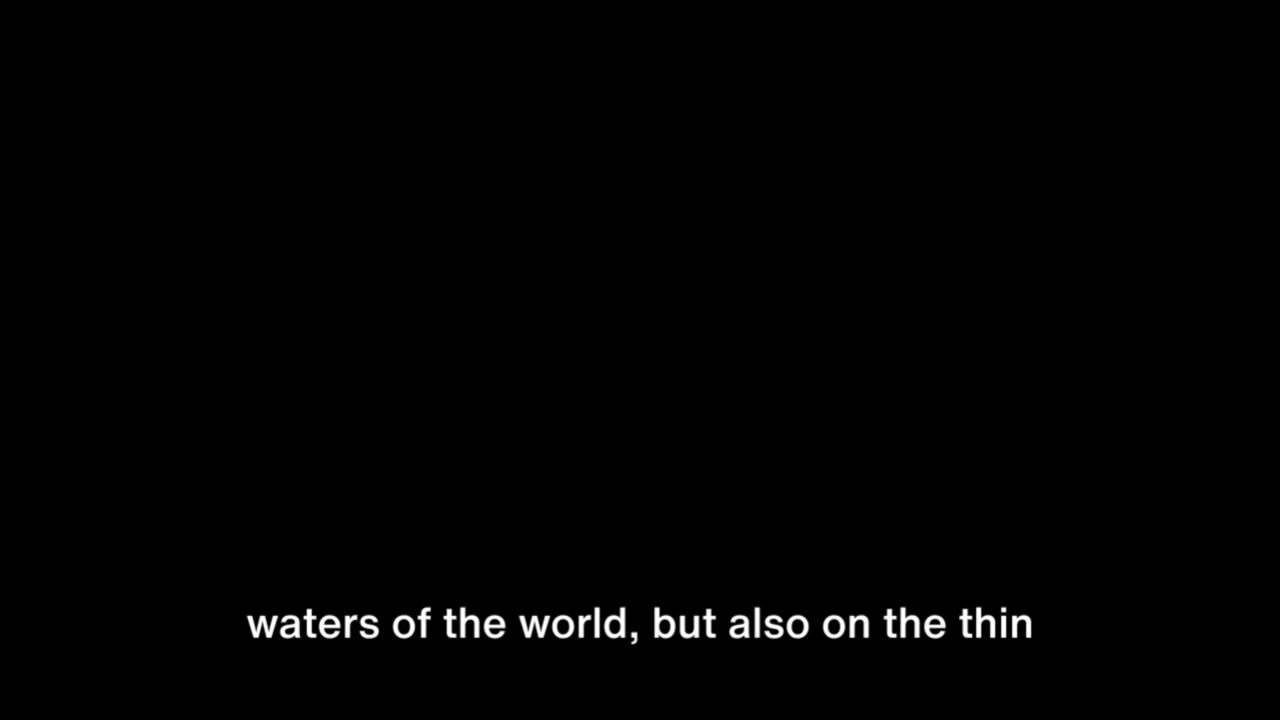 waters of the world, but also on the thin